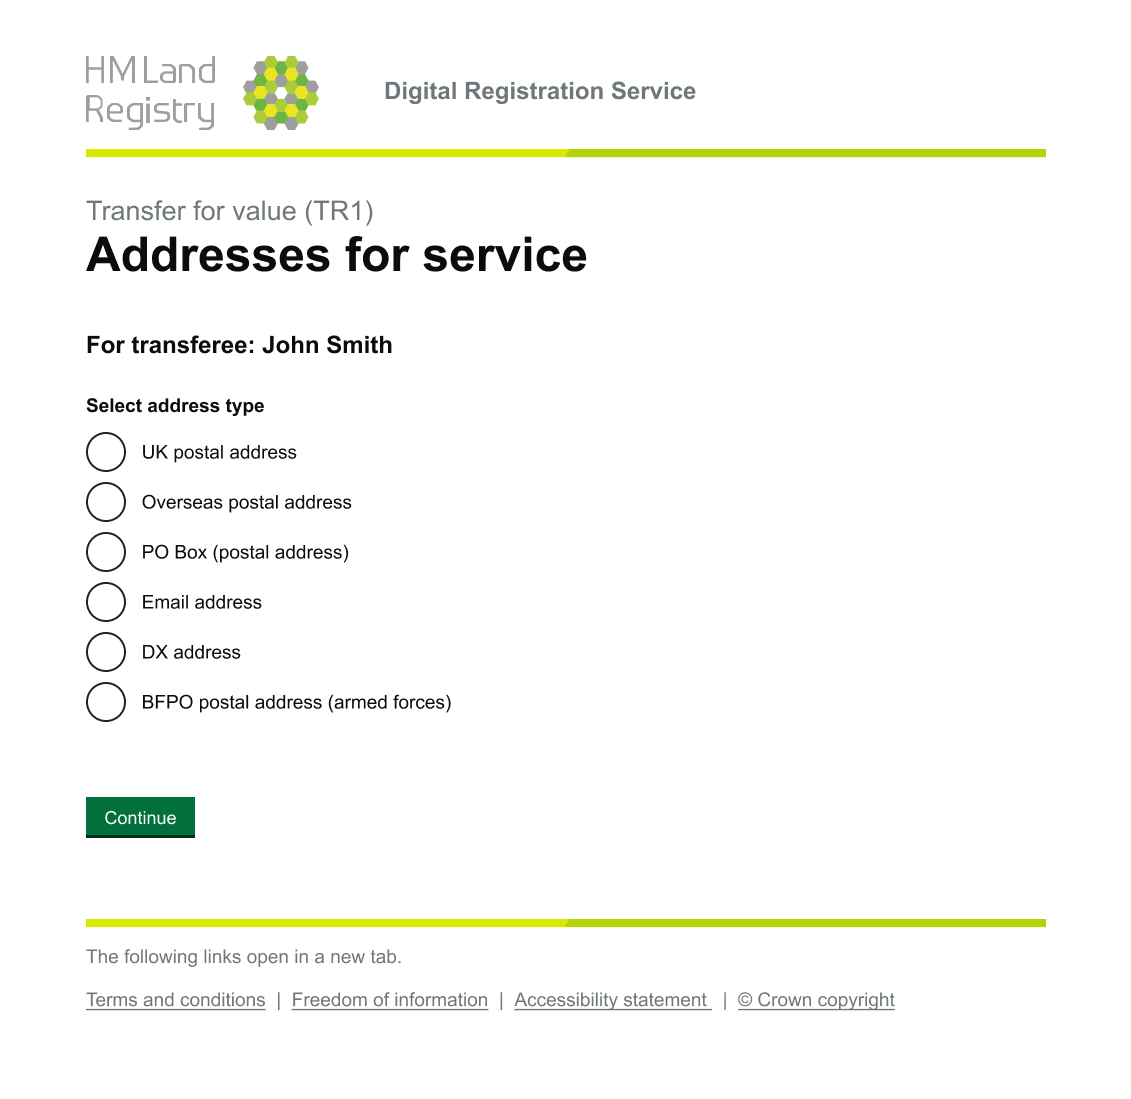 HM Land
Registry
Digital Registration Service
Transfer for value (TR1)
Addresses for service
For transferee: John Smith
Select address type
UK postal address
Overseas postal address
PO Box (postal address)
Email address
DX address
BFPO postal address (armed forces)
Continue
The following links open in a new tab.
Terms and conditions | Freedom of information | Accessibility statement | © Crown copyright